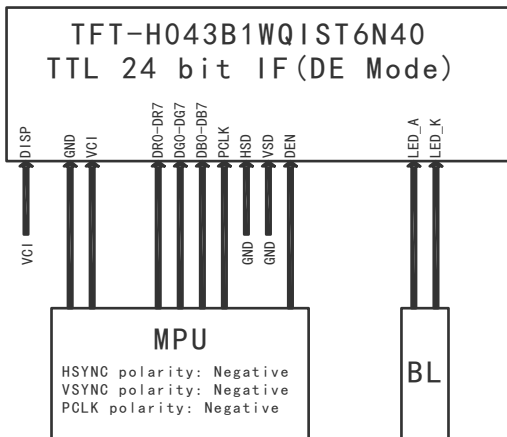 TFT-H043B1WQIST6N40
TTL 24 bit IF(DE Mode)
DISP
GND
VCI
DR0-DR7
DG0-DG7
DB0-DB7
PCLK
HSD
VSD
DEN
LED_A
LED_K
VCI
GND
GND
MPU
HSYNC polarity: Negative
VSYNC polarity: Negative
PCLK polarity: Negative
BL